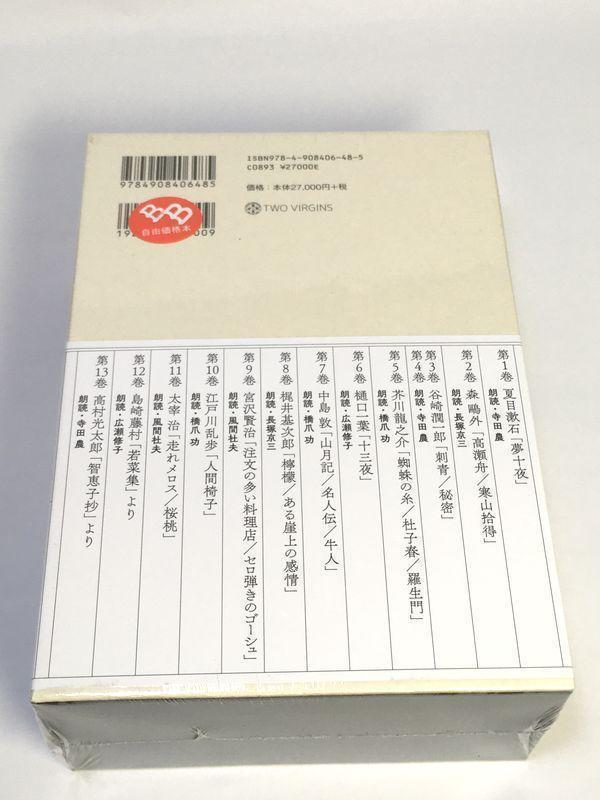 ISBN978-4-908406-48-5
C0893 ¥27000E
価格:本体27,000円+税
TWO VIRGINS
9784908406485
BB
自由価格本
192
009
第1巻 夏目漱石「夢十夜」
朗読・寺田 農
第2巻 森 鷗外「高瀬舟/寒山拾得」
朗読・長塚京三
第3巻 谷崎潤一郎「刺青/秘密」
第4巻 朗読・寺田 農
第5巻 芥川龍之介「蜘蛛の糸/杜子春/羅生門」
朗読・橋爪 功
第6巻 樋口一葉「十三夜」
朗読・広瀬修子
第7巻 中島 敦「山月記/名人伝/牛人」
朗読・橋爪 功
第8巻 梶井基次郎「檸檬/ある崖上の感情」
朗読・長塚京三
第9巻 宮沢賢治「注文の多い料理店/セロ弾きのゴーシュ」
朗読・風間杜夫
第10巻 江戸川乱歩「人間椅子」
朗読・橋爪 功
第11巻 太宰 治「走れメロス/桜桃」
朗読・風間杜夫
第12巻 島崎藤村「若菜集」より
朗読・広瀬修子
第13巻 高村光太郎「智恵子抄」より
朗読・寺田 農